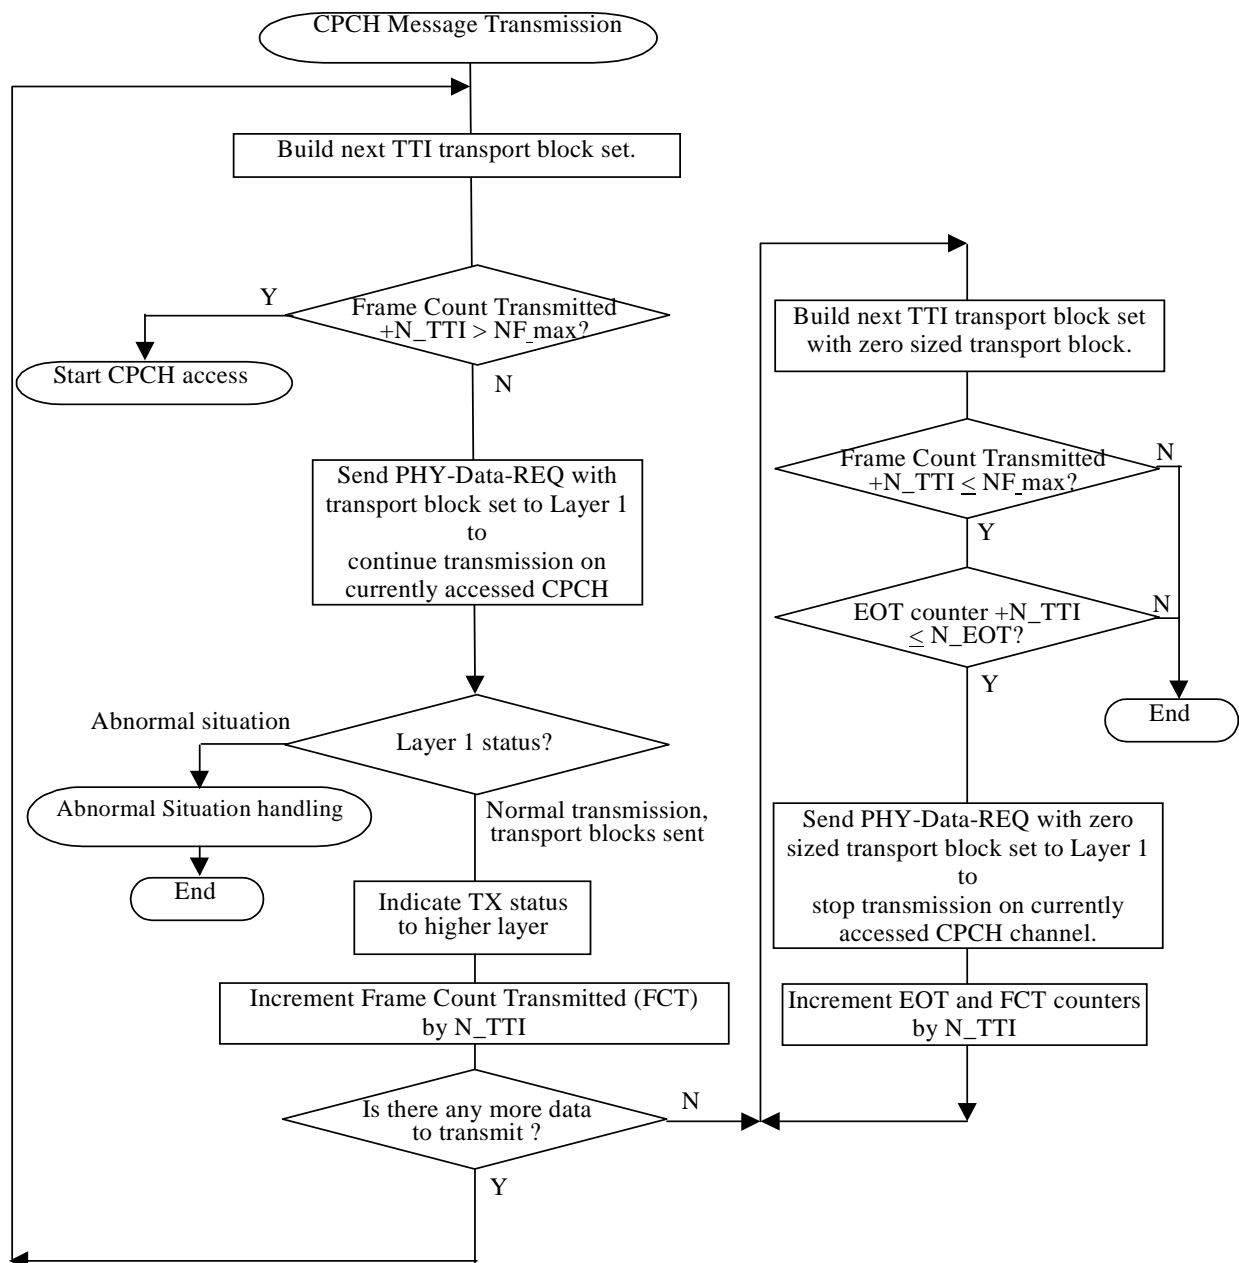 CPCH Message Transmission
Build next TTI transport block set.
Y
Frame Count Transmitted
+N_TTI > NF_max?
Start CPCH access
N
Send PHY-Data-REQ with
transport block set to Layer 1
to
continue transmission on
currently accessed CPCH
Abnormal situation
Layer 1 status?
Abnormal Situation handling
Normal transmission,
transport blocks sent
End
Indicate TX status
to higher layer
Increment Frame Count Transmitted (FCT)
by N_TTI
Is there any more data
to transmit ?
N
Y
Build next TTI transport block set
with zero sized transport block.
Frame Count Transmitted
+N_TTI ≤ NF_max?
N
Y
EOT counter +N_TTI
≤ N_EOT?
N
Y
End
Send PHY-Data-REQ with zero
sized transport block set to Layer 1
to
stop transmission on currently
accessed CPCH channel.
Increment EOT and FCT counters
by N_TTI